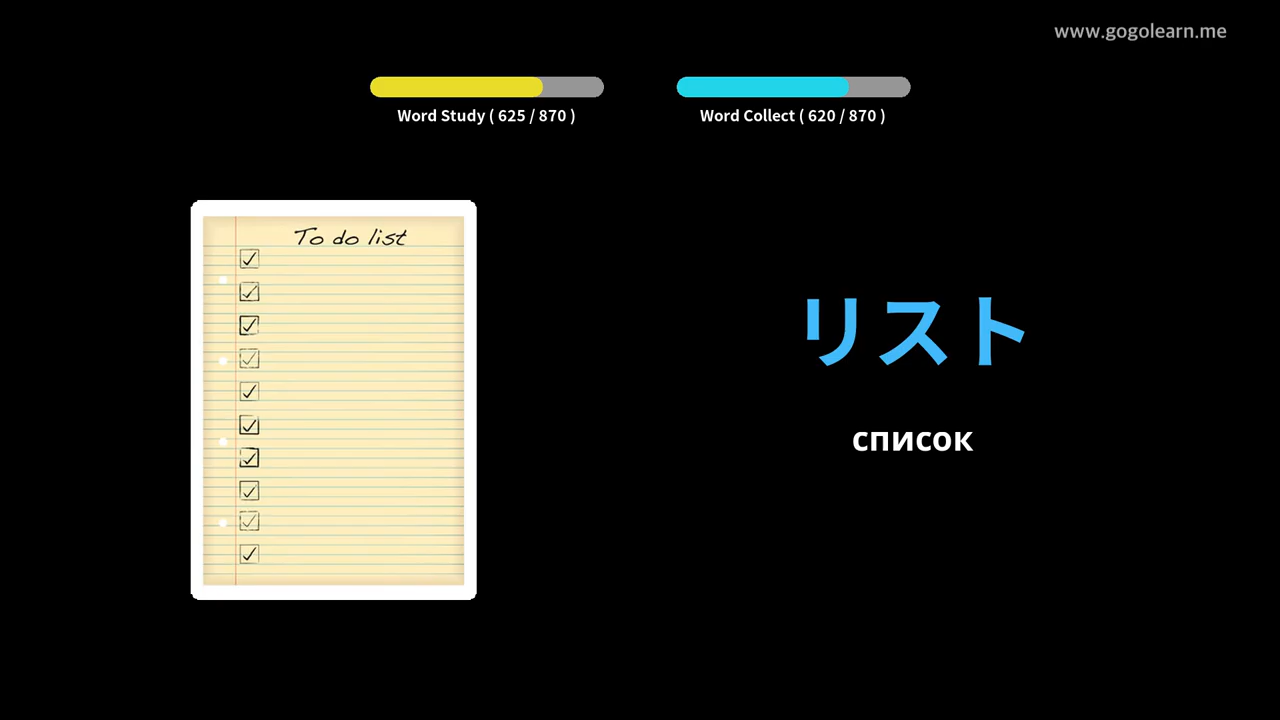 www.gogolearn.me
Word Study ( 625 / 870 )
Word Collect ( 620 / 870 )
To do list
リスト
список